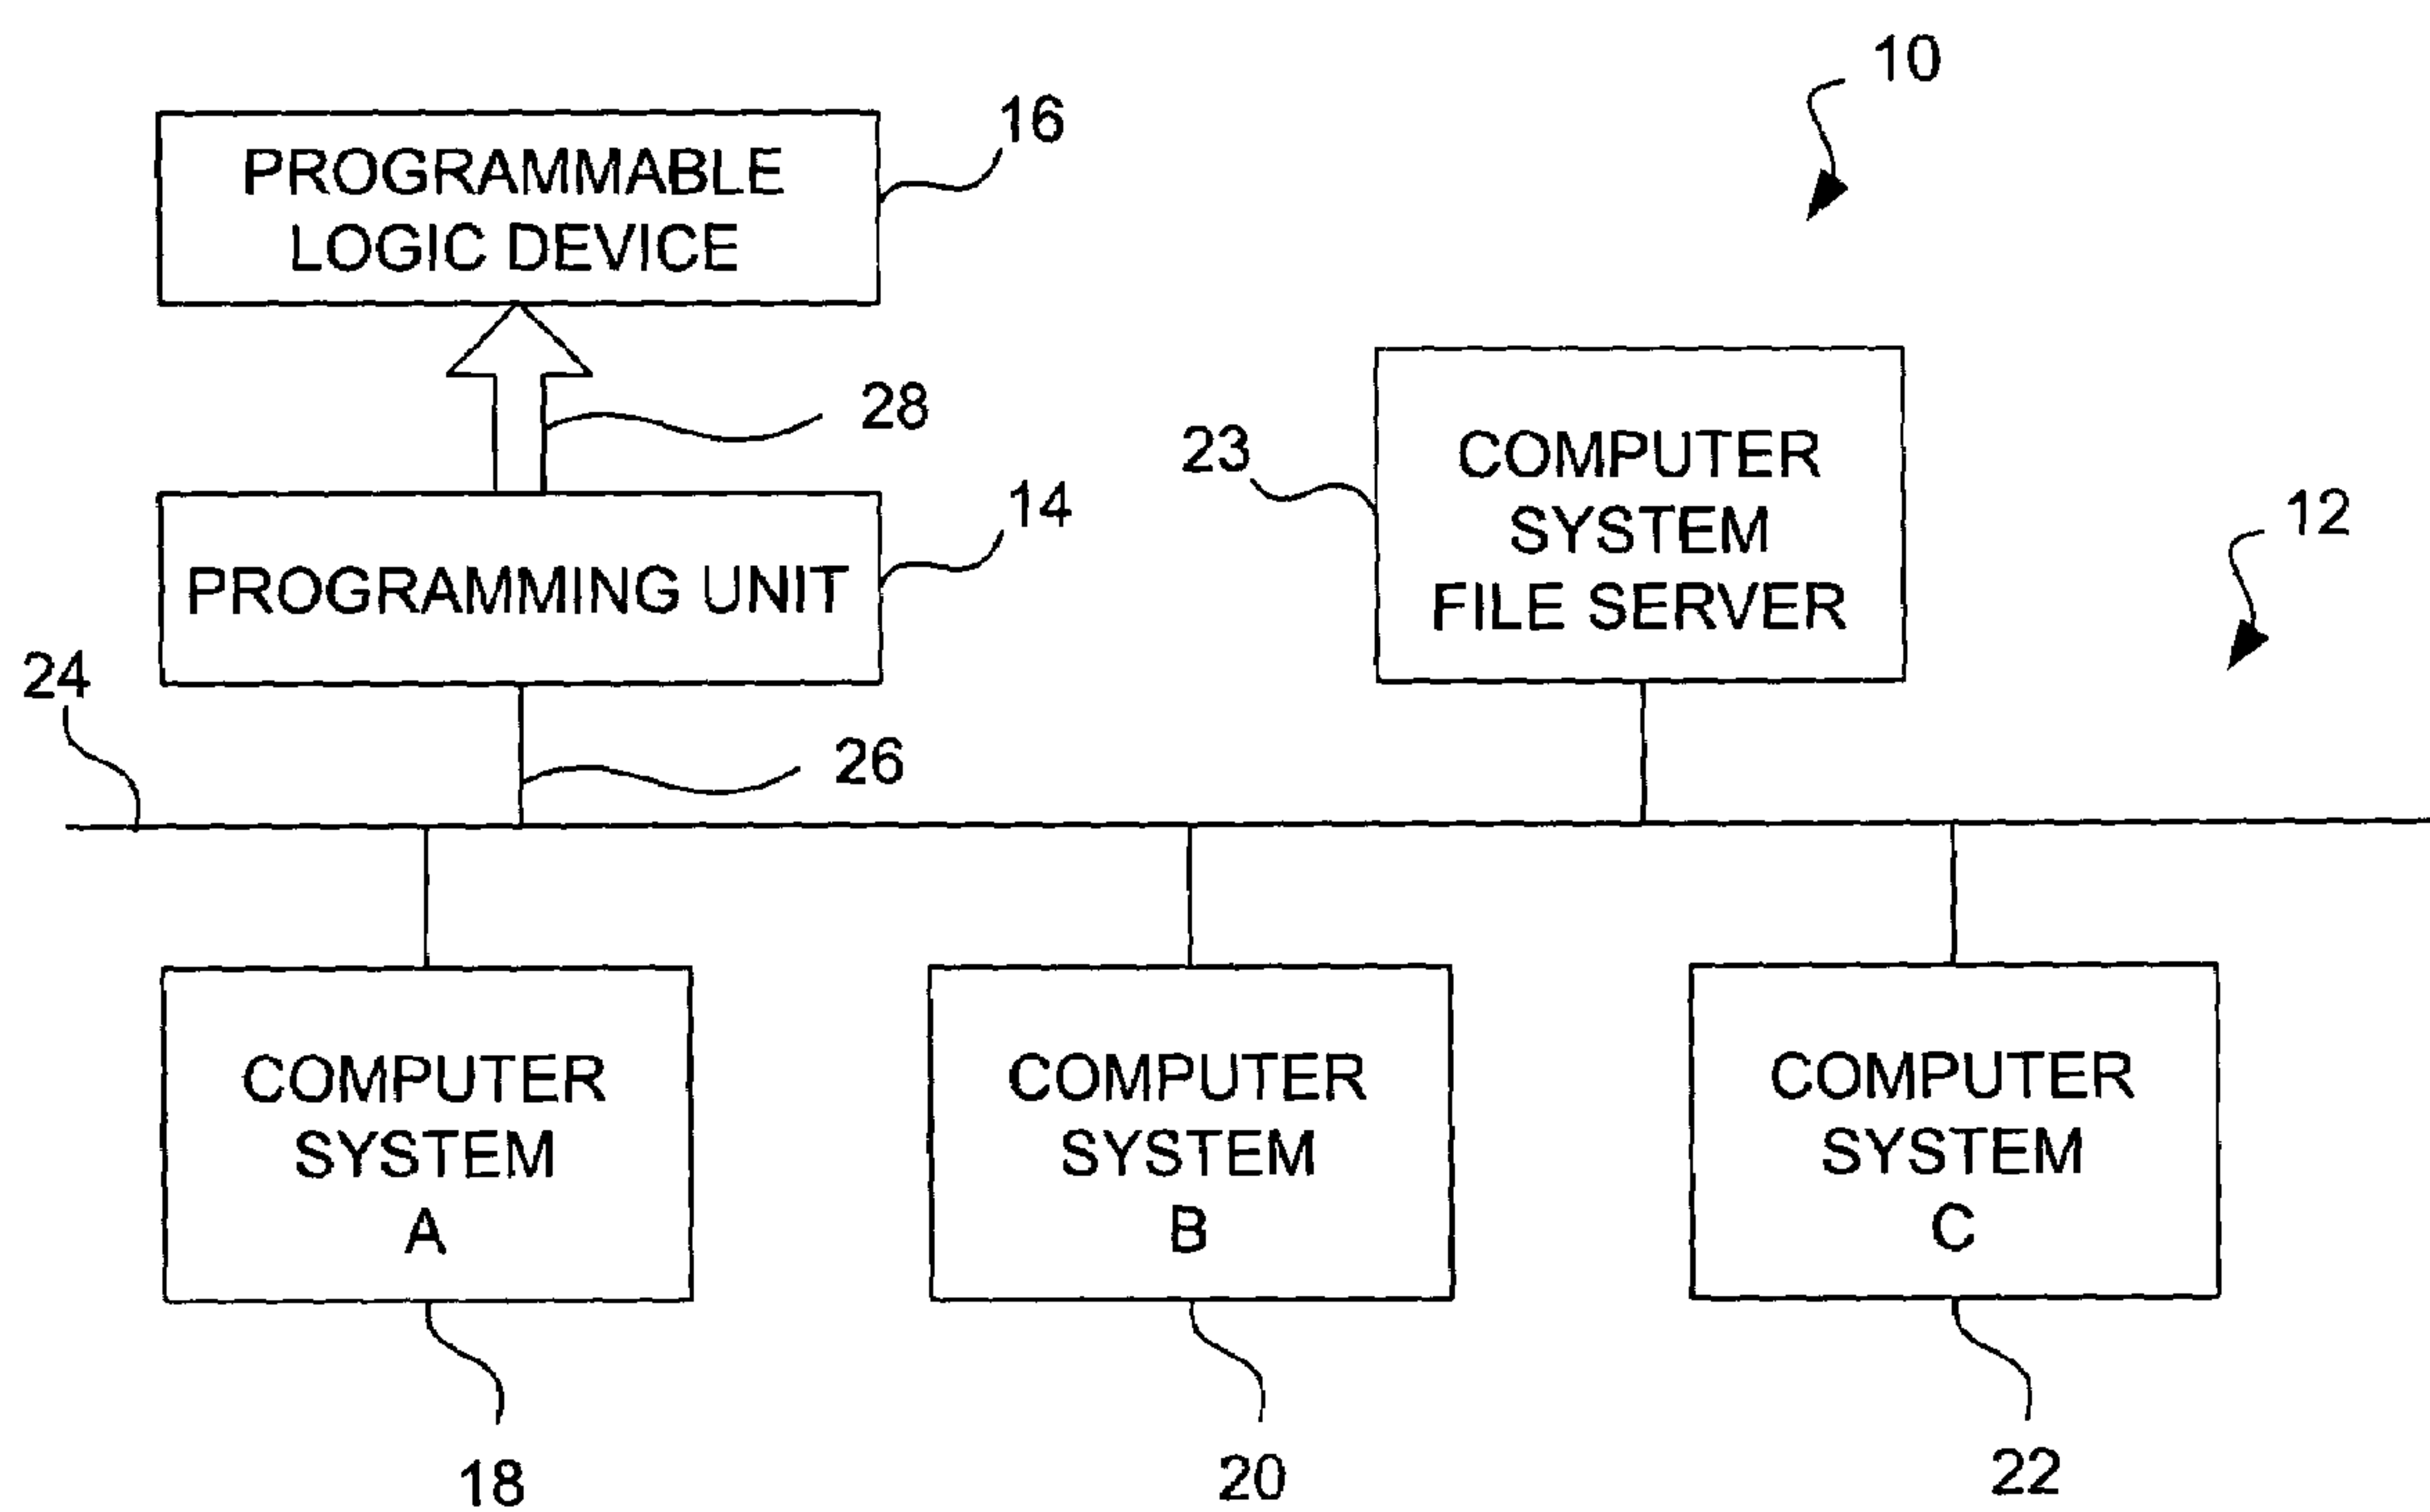 10
16
PROGRAMMABLE
LOGIC DEVICE
28
23
COMPUTER
SYSTEM
FILE SERVER
12
14
PROGRAMMING UNIT
24
26
COMPUTER
SYSTEM
A
COMPUTER
SYSTEM
B
COMPUTER
SYSTEM
C
18
20
22